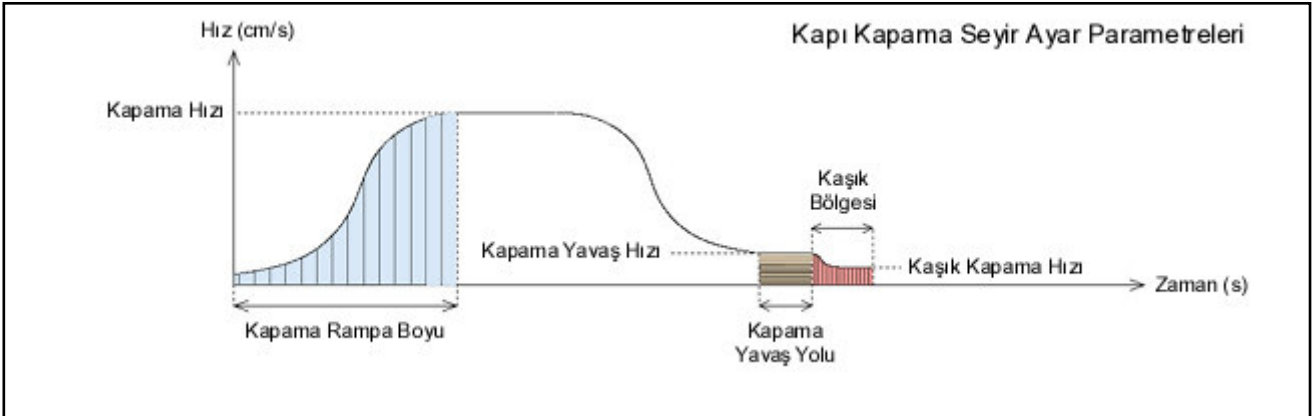 Hız (cm/s)
Kapı Kapama Seyir Ayar Parametreleri
Kapama Hızı
Kaşık
Bölgesi
Kapama Yavaş Hızı
Kaşık Kapama Hızı
Zaman (s)
Kapama Rampa Boyu
Kapama
Yavaş Yolu